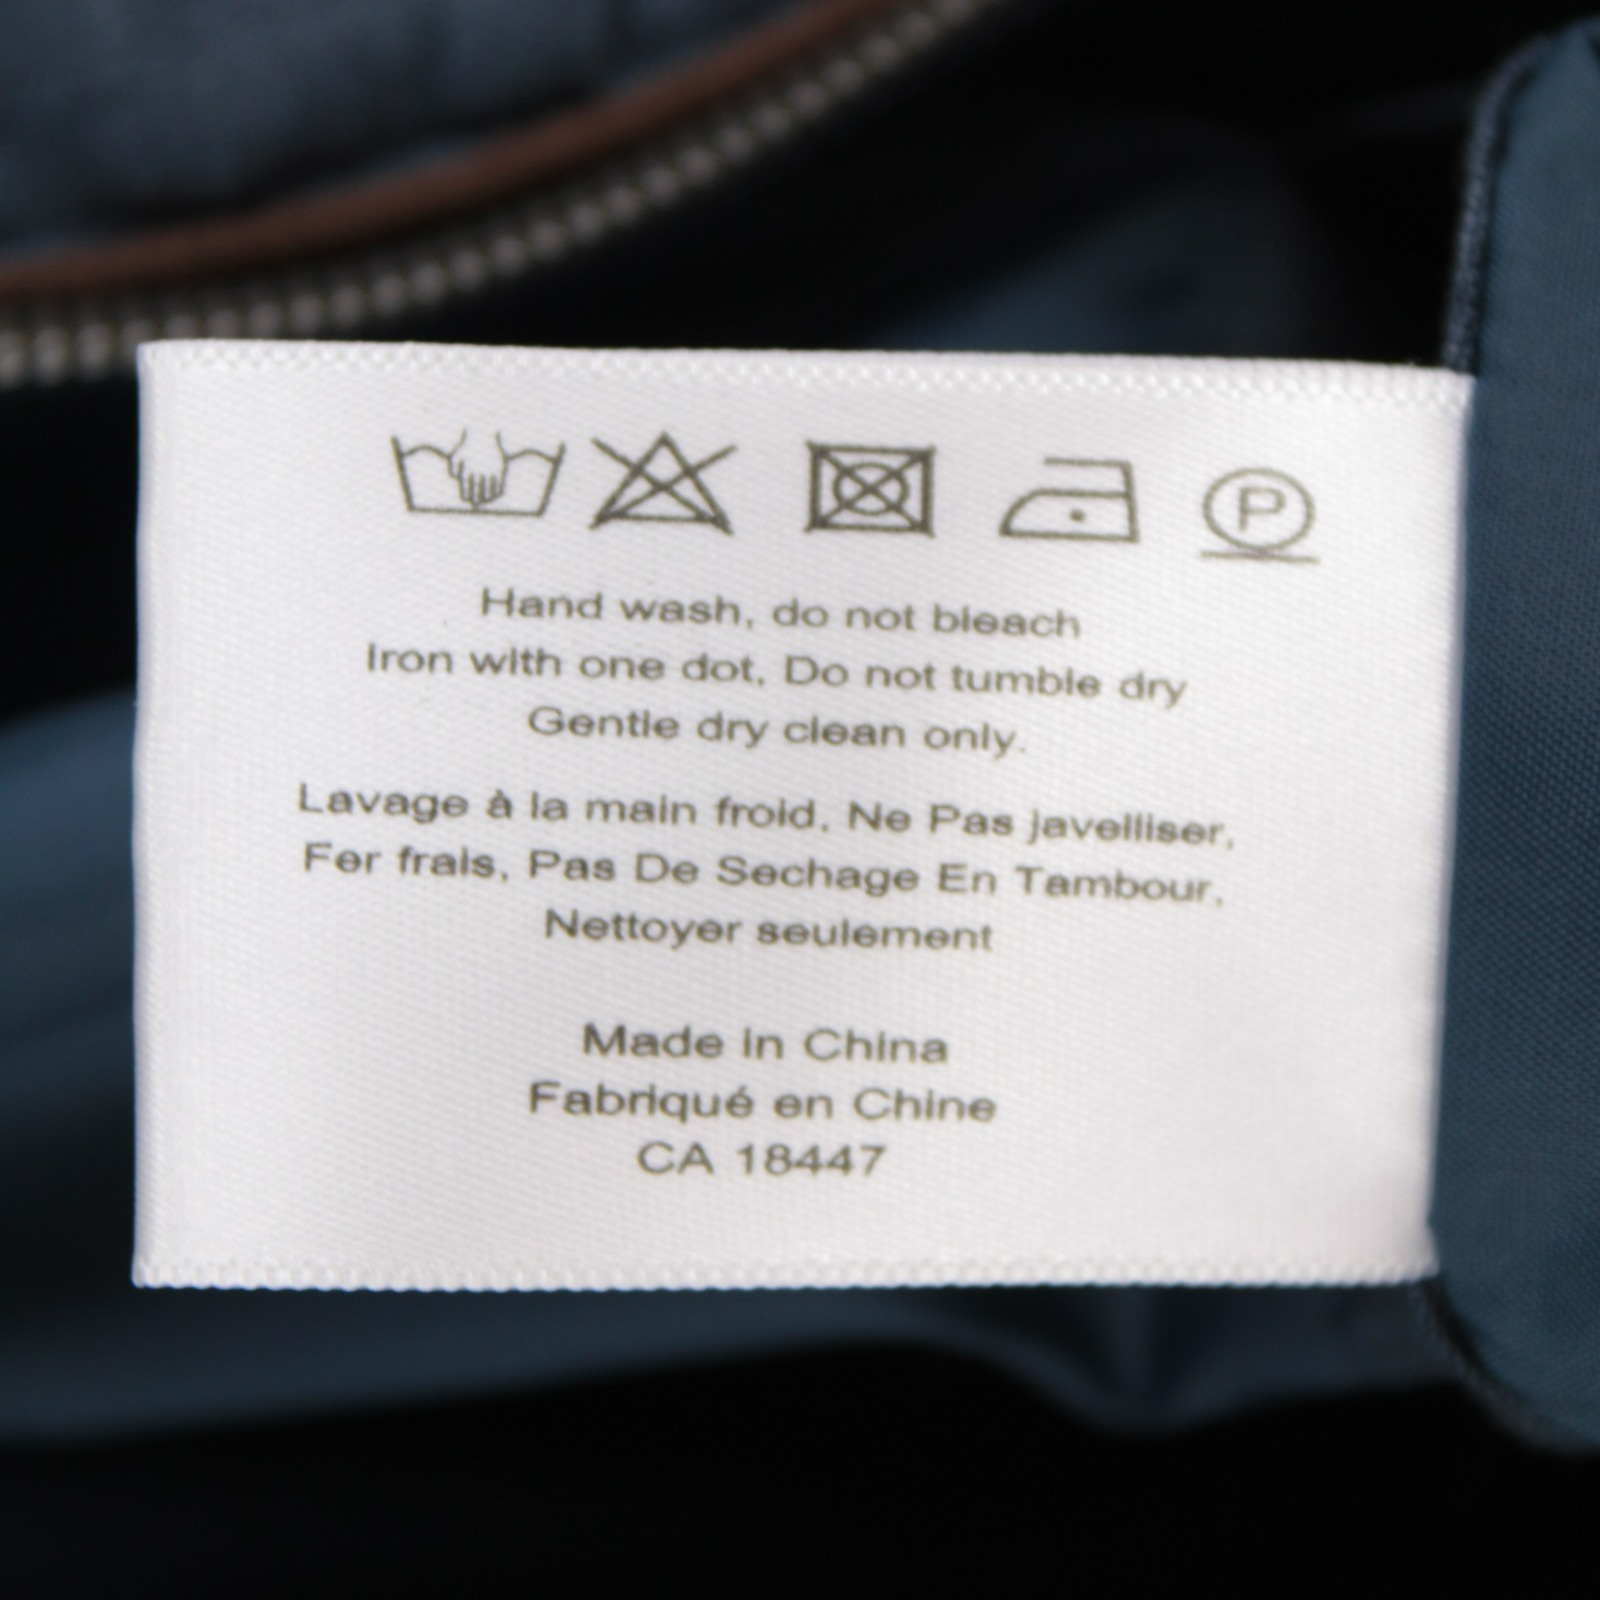 P
Hand wash, do not bleach
Iron with one dot, Do not tumble dry
Gentle dry clean only.
Lavage à la main froid, Ne Pas javelliser,
Fer frais, Pas De Sechage En Tambour,
Nettoyer seulement
Made in China
Fabriqué en Chine
CA 18447